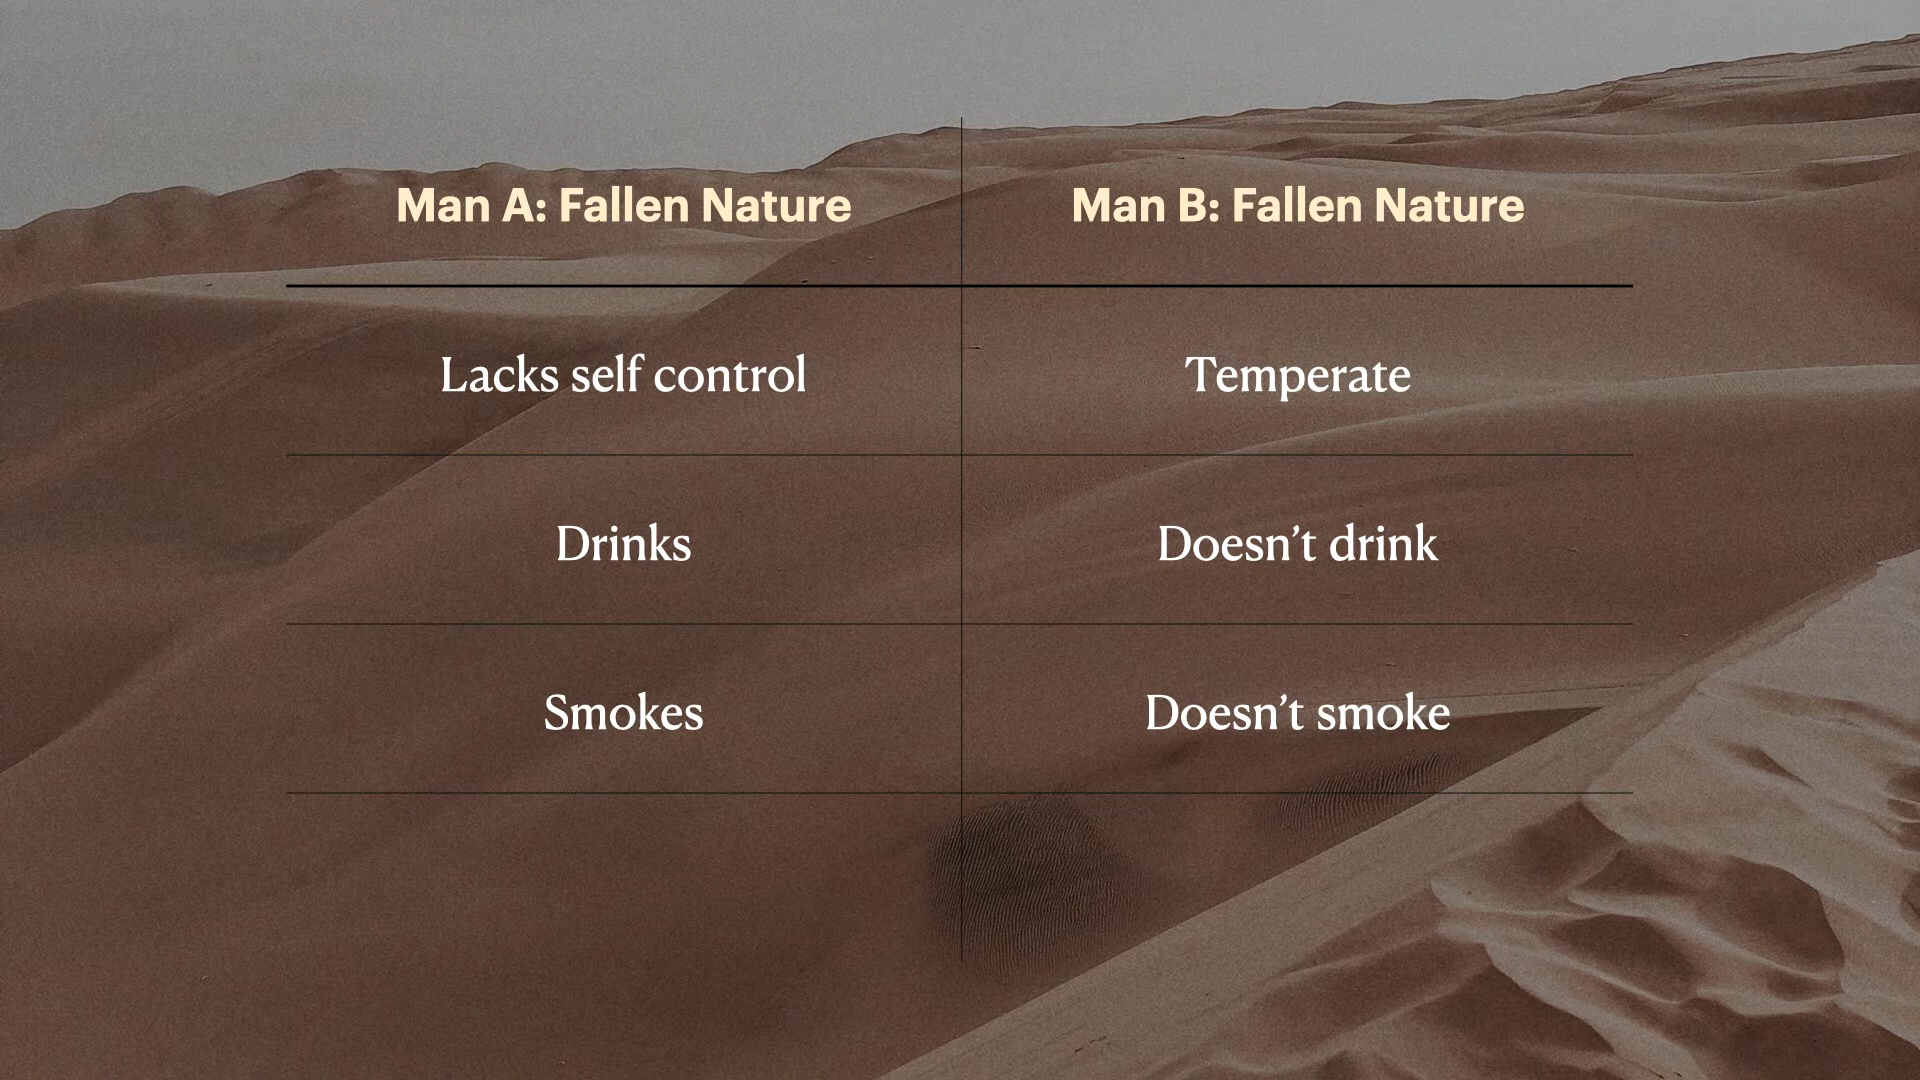 Man A: Fallen Nature
Man B: Fallen Nature
Lacks self control
Temperate
Drinks
Doesn’t drink
Smokes
Doesn’t smoke